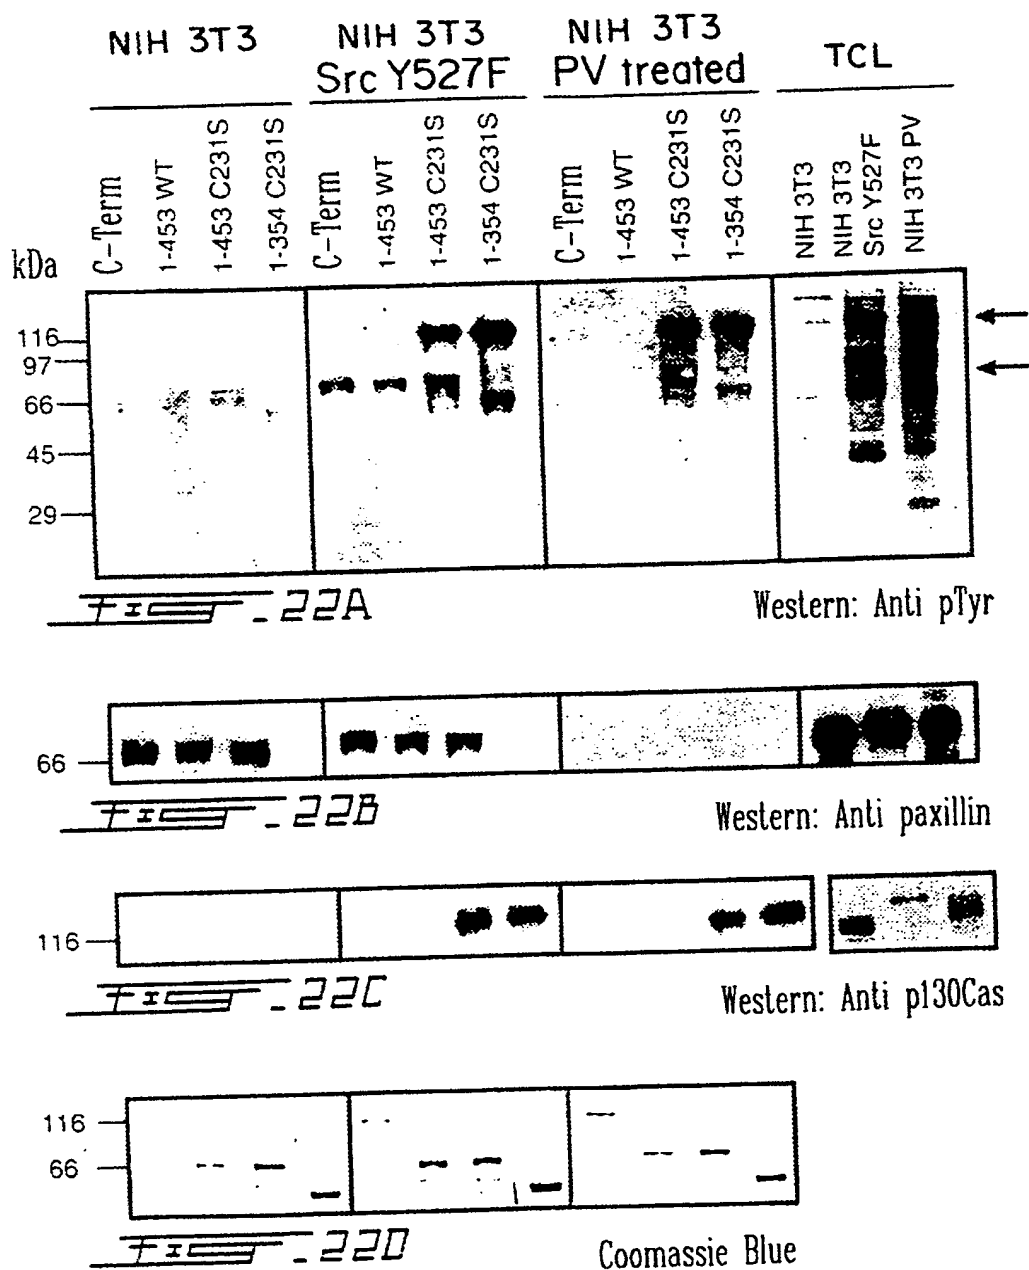 NIH 3T3
NIH 3T3
Src Y527F
NIH 3T3
PV treated
TCL
kDa
C-Term
1-453 WT
1-453 C231S
1-354 C231S
C-Term
1-453 WT
1-453 C231S
1-354 C231S
C-Term
1-453 WT
1-453 C231S
1-354 C231S
NIH 3T3
NIH 3T3
Src Y527F
NIH 3T3 PV
116
97
66
45
29
FIG_22A
Western: Anti pTyr
66
FIG_22B
Western: Anti paxillin
116
FIG_22C
Western: Anti p130Cas
116
66
FIG_22D
Coomassie Blue